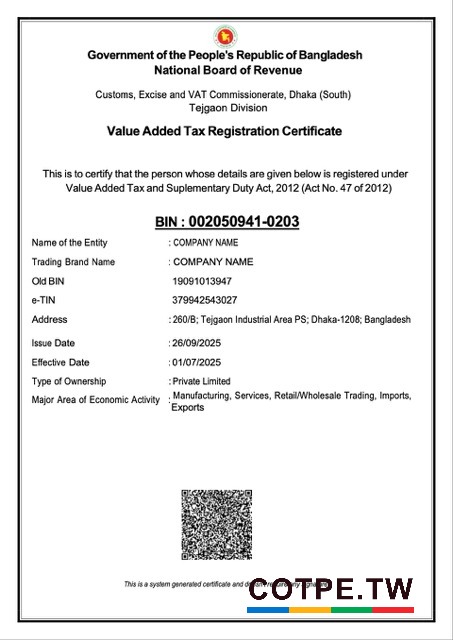 Government of the People's Republic of Bangladesh
National Board of Revenue
Customs, Excise and VAT Commissionerate, Dhaka (South)
Tejgaon Division
Value Added Tax Registration Certificate
This is to certify that the person whose details are given below is registered under
Value Added Tax and Suplementary Duty Act, 2012 (Act No. 47 of 2012)
BIN : 002050941-0203
Name of the Entity : COMPANY NAME
Trading Brand Name : COMPANY NAME
Old BIN 19091013947
e-TIN 379942543027
Address : 260/B; Tejgaon Industrial Area PS; Dhaka-1208; Bangladesh
Issue Date : 26/09/2025
Effective Date : 01/07/2025
Type of Ownership : Private Limited
Major Area of Economic Activity : Manufacturing, Services, Retail/Wholesale Trading, Imports,
Exports
This is a system generated certificate and
COTPE.TW